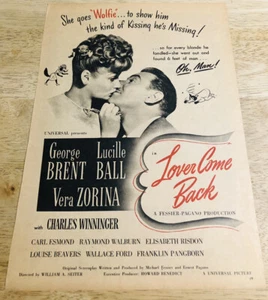 She goes "Wolfie"... to show him
the kind of Kissing he's Missing!
...so for every blonde he
fondled—she went out and
found 6 feet of man.
Oh, Man!
UNIVERSAL presents
George BRENT
Lucille BALL
Vera ZORINA
in
Lover Come
Back
A FESSIER-PAGANO PRODUCTION
with CHARLES WINNINGER
CARL ESMOND RAYMOND WALBURN ELISABETH RISDON
LOUISE BEAVERS WALLACE FORD FRANKLIN PANGBORN
Original Screenplay Written and Produced by Michael Fessier and Ernest Pagano
Directed by WILLIAM A. SEITER Executive Producer: HOWARD BENEDICT A UNIVERSAL PICTURE